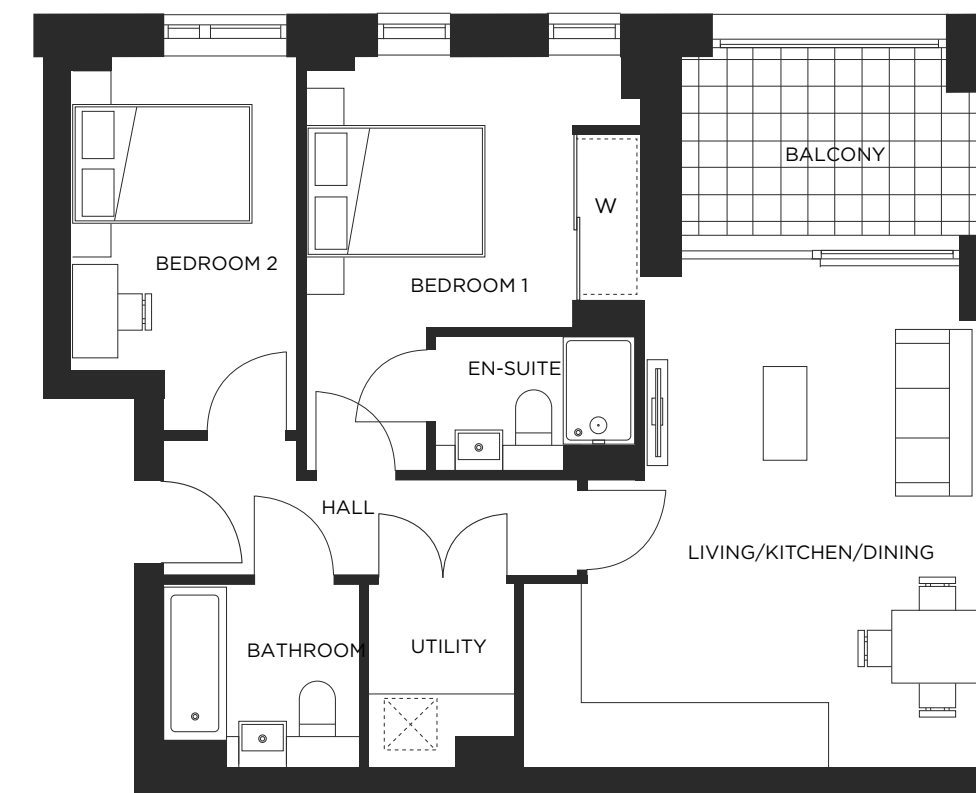 BALCONY
W
BEDROOM 2
BEDROOM 1
EN-SUITE
HALL
LIVING/KITCHEN/DINING
BATHROOM
UTILITY